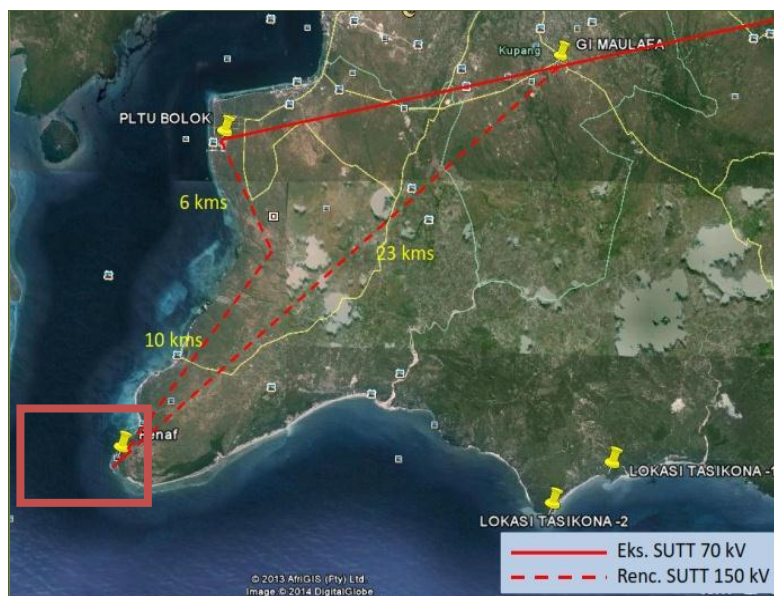 Kupang
GI MAULAFA
PLTU BOLOK
6 kms
23 kms
10 kms
Panaf
LOKASI TASIKONA -1
LOKASI TASIKONA -2
Eks. SUTT 70 kV
Renc. SUTT 150 kV
© 2013 AfriGIS (Pty) Ltd.
Image © 2014 DigitalGlobe